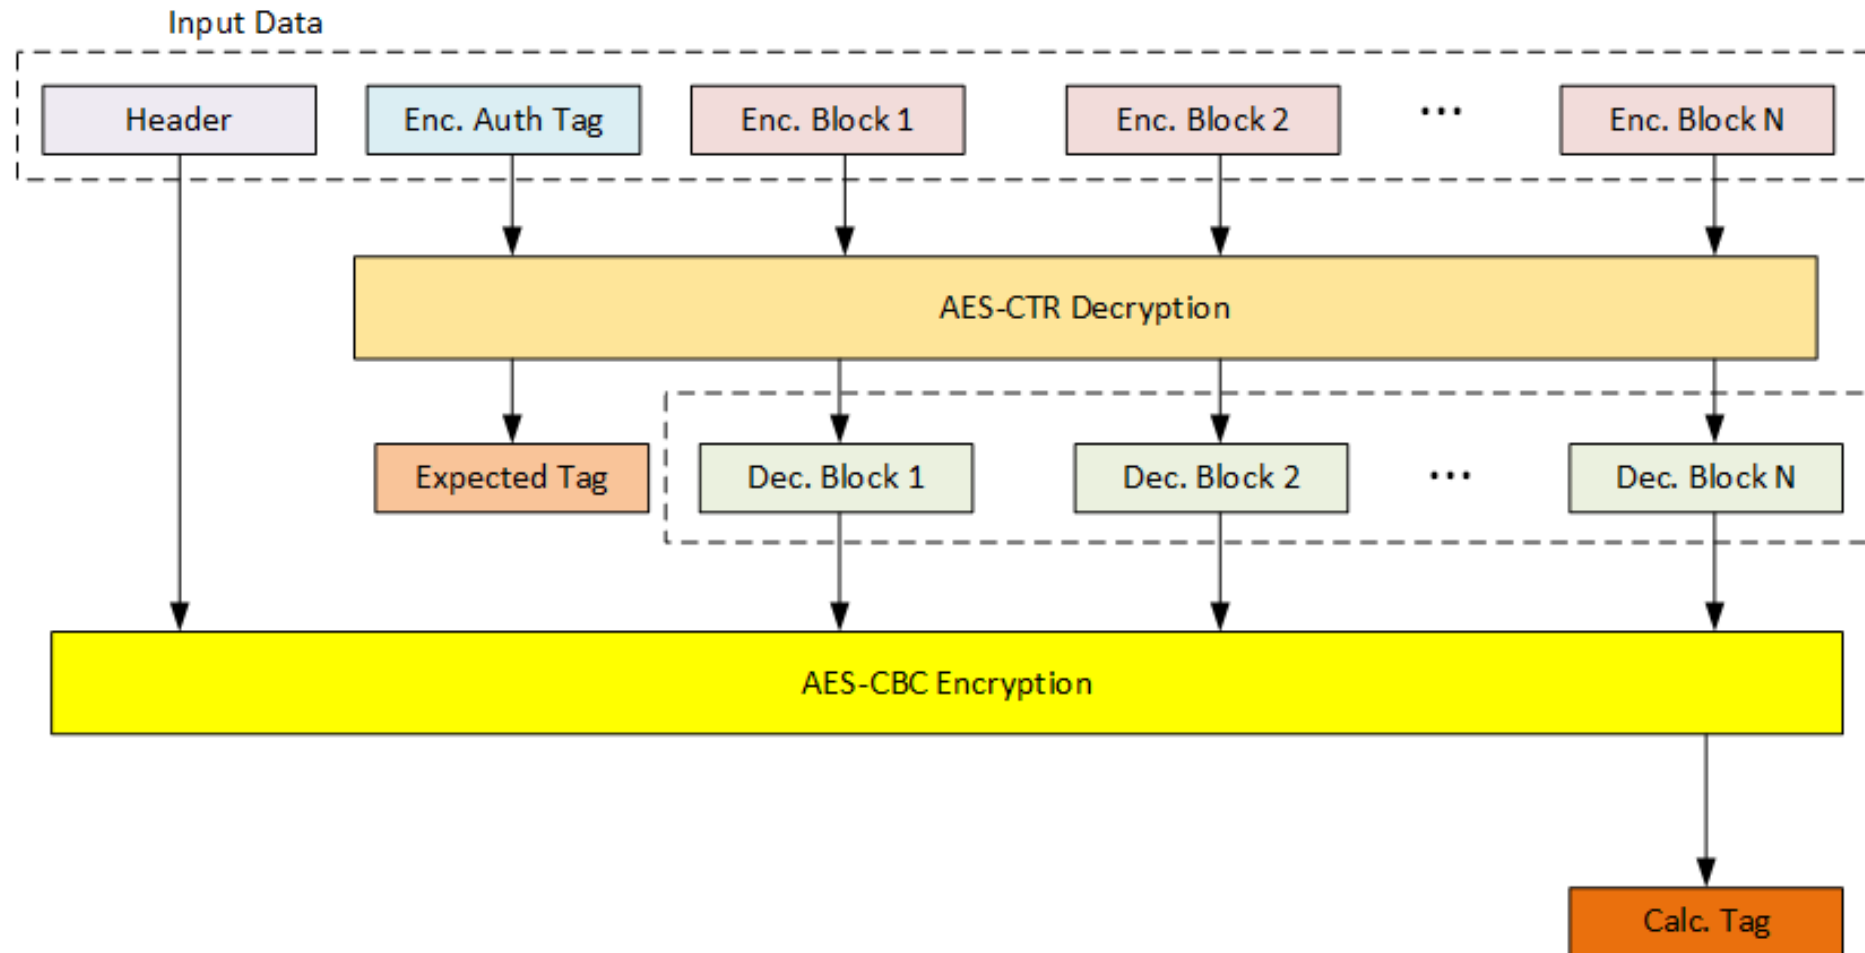 Input Data
Header
Enc. Auth Tag
Enc. Block 1
Enc. Block 2
...
Enc. Block N
AES-CTR Decryption
Expected Tag
Dec. Block 1
Dec. Block 2
...
Dec. Block N
AES-CBC Encryption
Calc. Tag